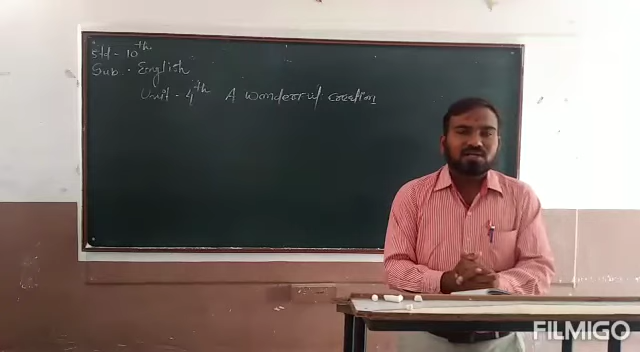 Std - 10th
Sub. - English
Unit - 4th A wonderful creation
FILMIGO